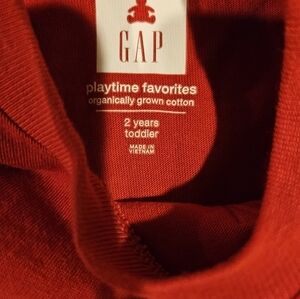 GAP
playtime favorites
organically grown cotton
2 years
toddler
MADE IN
VIETNAM